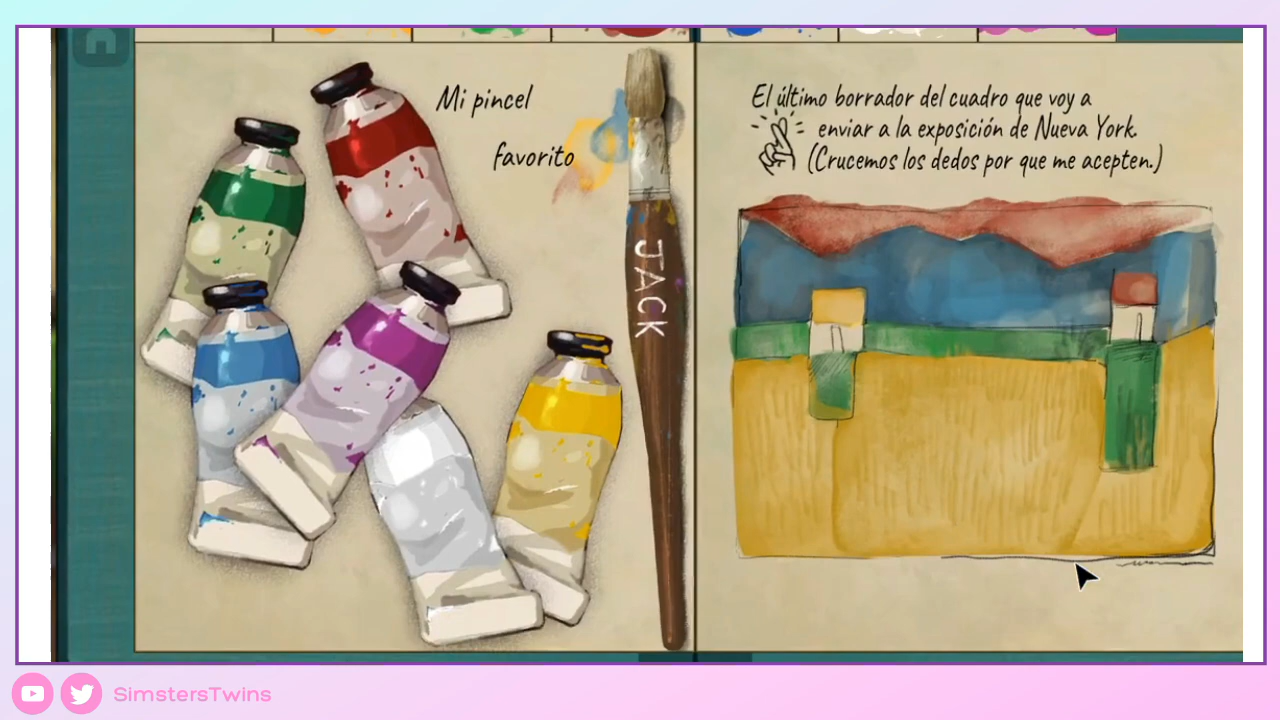 Mi pincel
favorito
JACK
El último borrador del cuadro que voy a
enviar a la exposición de Nueva York.
(Crucemos los dedos por que me acepten.)
SimstersTwins